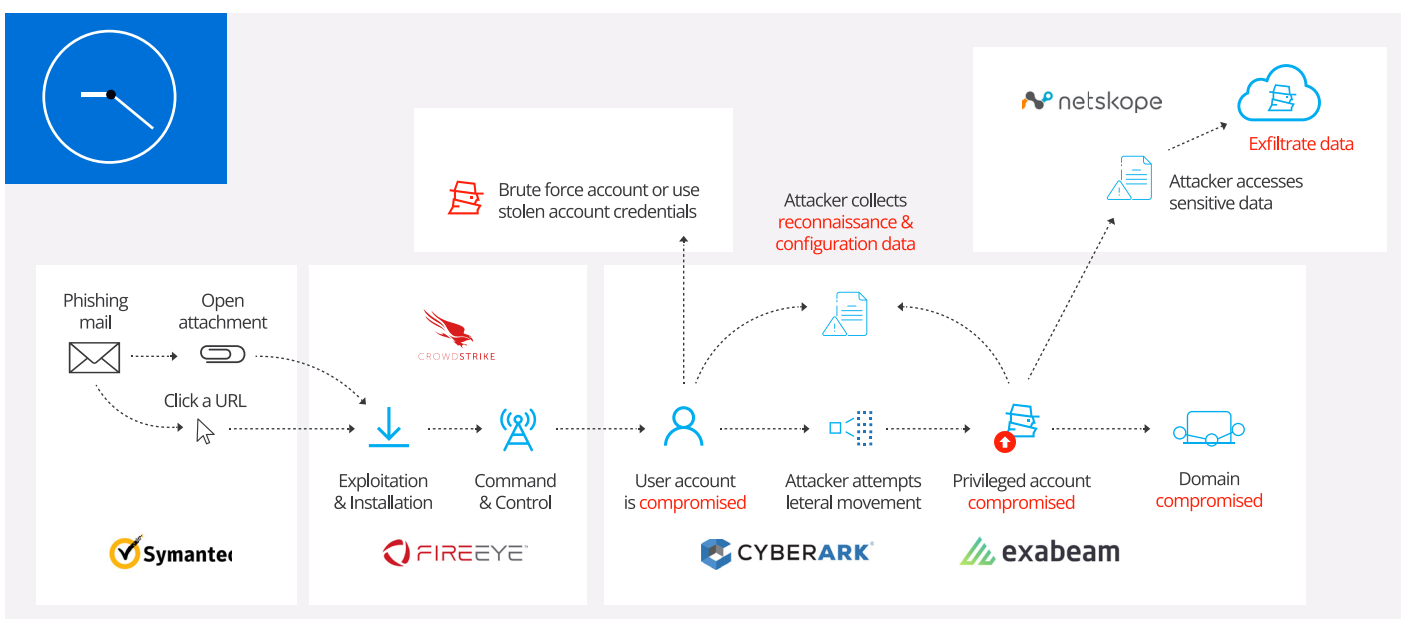 netskope
Exfiltrate data
Attacker accesses
sensitive data
Brute force account or use
stolen account credentials
Attacker collects
reconnaissance &
configuration data
Phishing
mail
Open
attachment
Click a URL
CROWDSTRIKE
Exploitation
& Installation
Command
& Control
User account
is compromised
Attacker attempts
leteral movement
Privileged account
compromised
Domain
compromised
Symantec
FIREEYE™
CYBERARK®
exabeam